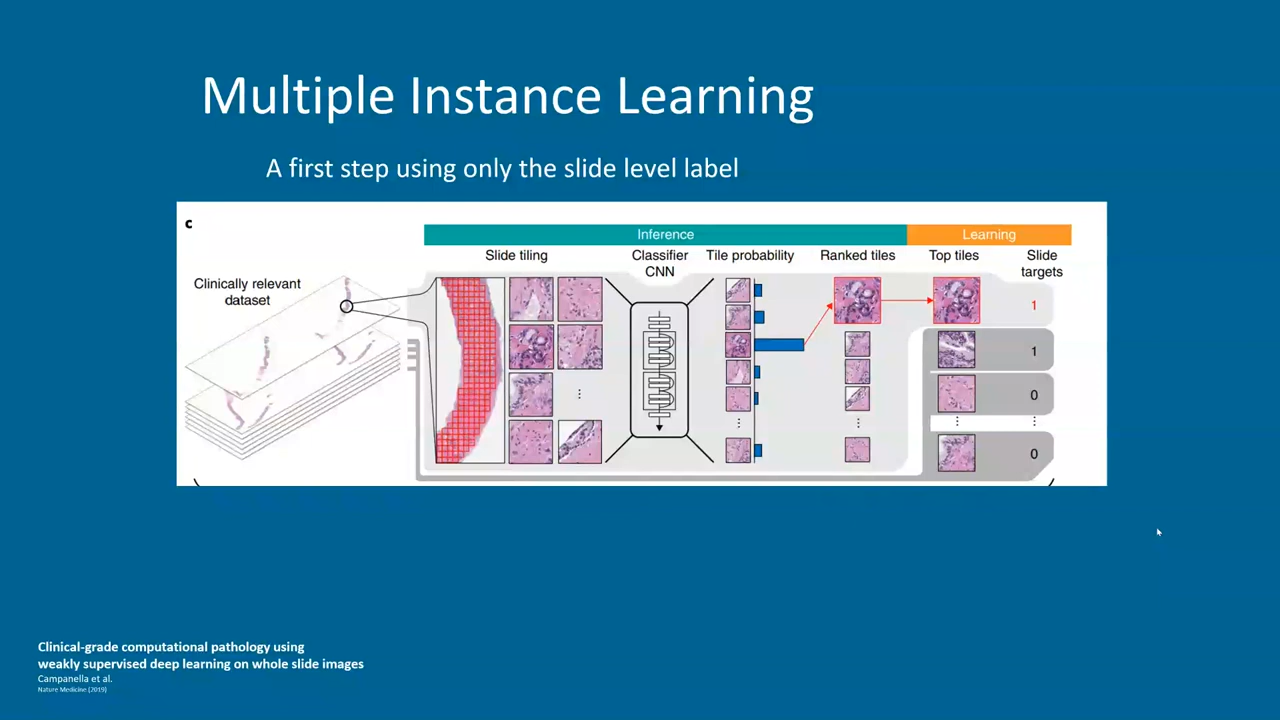 Multiple Instance Learning
A first step using only the slide level label
c
Inference
Learning
Slide tiling
Classifier
CNN
Tile probability
Ranked tiles
Top tiles
Slide
targets
Clinically relevant
dataset
1
1
0
0
Clinical-grade computational pathology using
weakly supervised deep learning on whole slide images
Campanella et al.
Nature Medicine (2019)